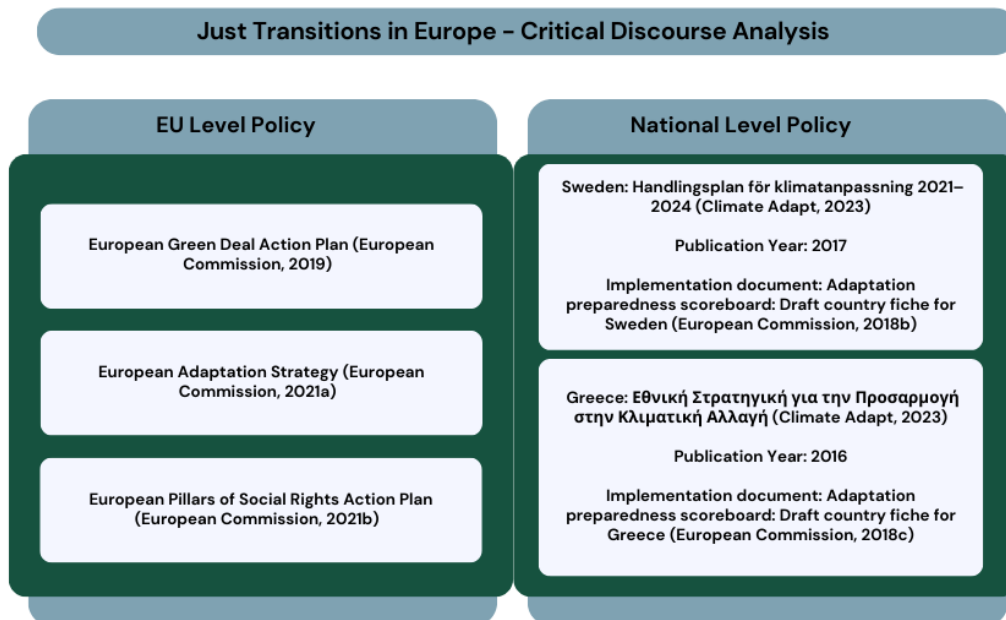 Just Transitions in Europe - Critical Discourse Analysis
EU Level Policy
European Green Deal Action Plan (European
Commission, 2019)
European Adaptation Strategy (European
Commission, 2021a)
European Pillars of Social Rights Action Plan
(European Commission, 2021b)
National Level Policy
Sweden: Handlingsplan för klimatanpassning 2021–
2024 (Climate Adapt, 2023)
Publication Year: 2017
Implementation document: Adaptation
preparedness scoreboard: Draft country fiche for
Sweden (European Commission, 2018b)
Greece: Εθνική Στρατηγική για την Προσαρμογή
στην Κλιματική Αλλαγή (Climate Adapt, 2023)
Publication Year: 2016
Implementation document: Adaptation
preparedness scoreboard: Draft country fiche for
Greece (European Commission, 2018c)